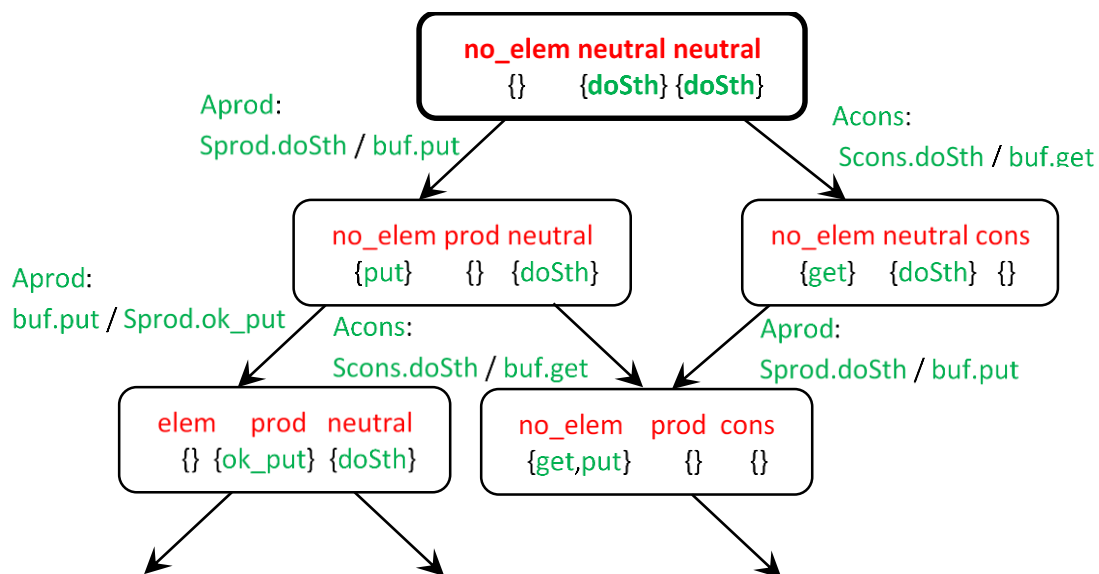 no_elem neutral neutral
{} {doSth} {doSth}
Aprod:
Sprod.doSth / buf.put
Acons:
Scons.doSth / buf.get
no_elem prod neutral
{put} {} {doSth}
no_elem neutral cons
{get} {doSth} {}
Aprod:
buf.put / Sprod.ok_put
Acons:
Scons.doSth / buf.get
Aprod:
Sprod.doSth / buf.put
elem prod neutral
{} {ok_put} {doSth}
no_elem prod cons
{get,put} {} {}